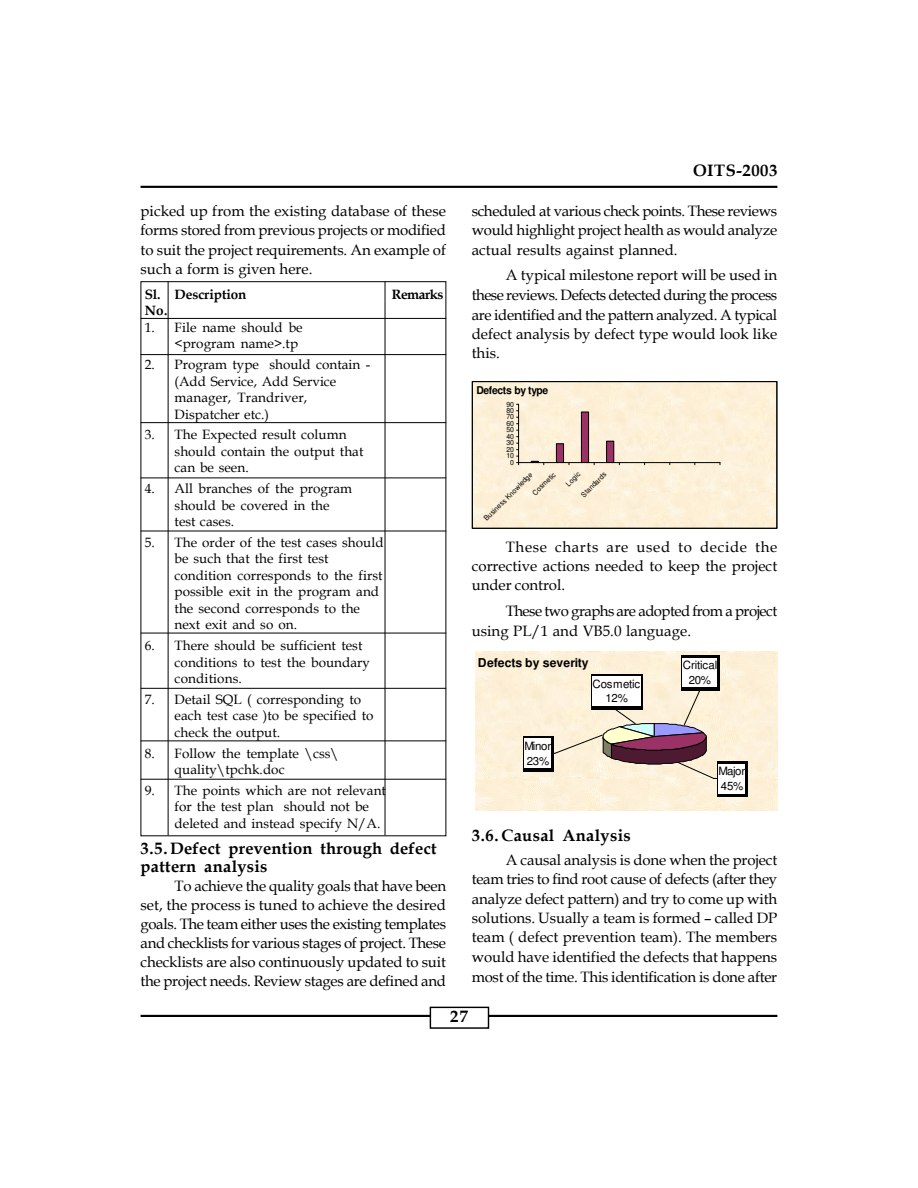 OITS-2003
picked up from the existing database of these
forms stored from previous projects or modified
to suit the project requirements. An example of
such a form is given here.
Sl. Description Remarks
No.
1. File name should be
<program name>.tp
2. Program type should contain -
(Add Service, Add Service
manager, Trandriver,
Dispatcher etc.)
3. The Expected result column
should contain the output that
can be seen.
4. All branches of the program
should be covered in the
test cases.
5. The order of the test cases should
be such that the first test
condition corresponds to the first
possible exit in the program and
the second corresponds to the
next exit and so on.
6. There should be sufficient test
conditions to test the boundary
conditions.
7. Detail SQL ( corresponding to
each test case )to be specified to
check the output.
8. Follow the template \css\
quality\tpchk.doc
9. The points which are not relevant
for the test plan should not be
deleted and instead specify N/A.
3.5. Defect prevention through defect
pattern analysis
To achieve the quality goals that have been
set, the process is tuned to achieve the desired
goals. The team either uses the existing templates
and checklists for various stages of project. These
checklists are also continuously updated to suit
the project needs. Review stages are defined and
scheduled at various check points. These reviews
would highlight project health as would analyze
actual results against planned.
A typical milestone report will be used in
these reviews. Defects detected during the process
are identified and the pattern analyzed. A typical
defect analysis by defect type would look like
this.
Defects by type
90
80
70
60
50
40
30
20
10
0
Business Knowledge
Cosmetic
Logic
Standards
These charts are used to decide the
corrective actions needed to keep the project
under control.
These two graphs are adopted from a project
using PL/1 and VB5.0 language.
Defects by severity
Critical
20%
Cosmetic
12%
Minor
23%
Major
45%
3.6. Causal Analysis
A causal analysis is done when the project
team tries to find root cause of defects (after they
analyze defect pattern) and try to come up with
solutions. Usually a team is formed – called DP
team ( defect prevention team). The members
would have identified the defects that happens
most of the time. This identification is done after
27